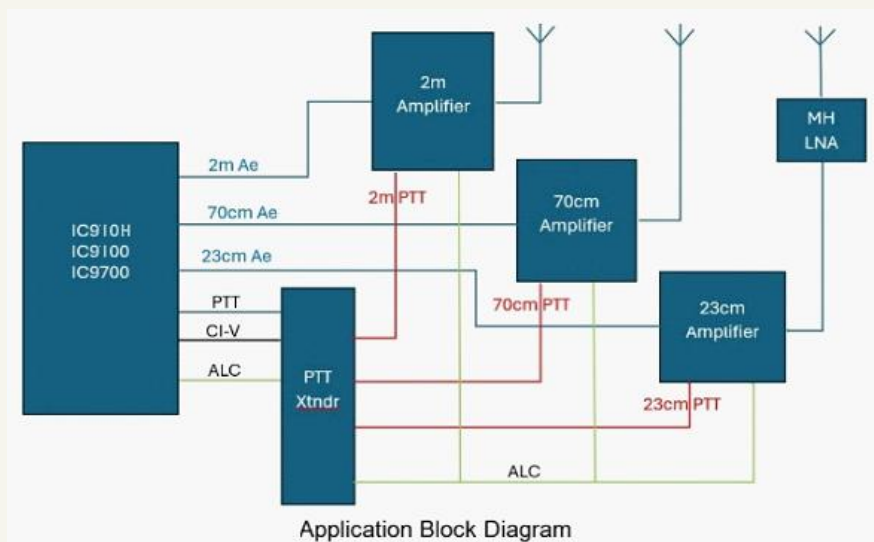 2m
Amplifier
MH
LNA
2m Ae
2m PTT
70cm
Amplifier
70cm Ae
IC910H
IC9100
IC9700
23cm Ae
PTT
70cm PTT
23cm
Amplifier
CI-V
ALC
PTT
Xtndr
23cm PTT
ALC
Application Block Diagram